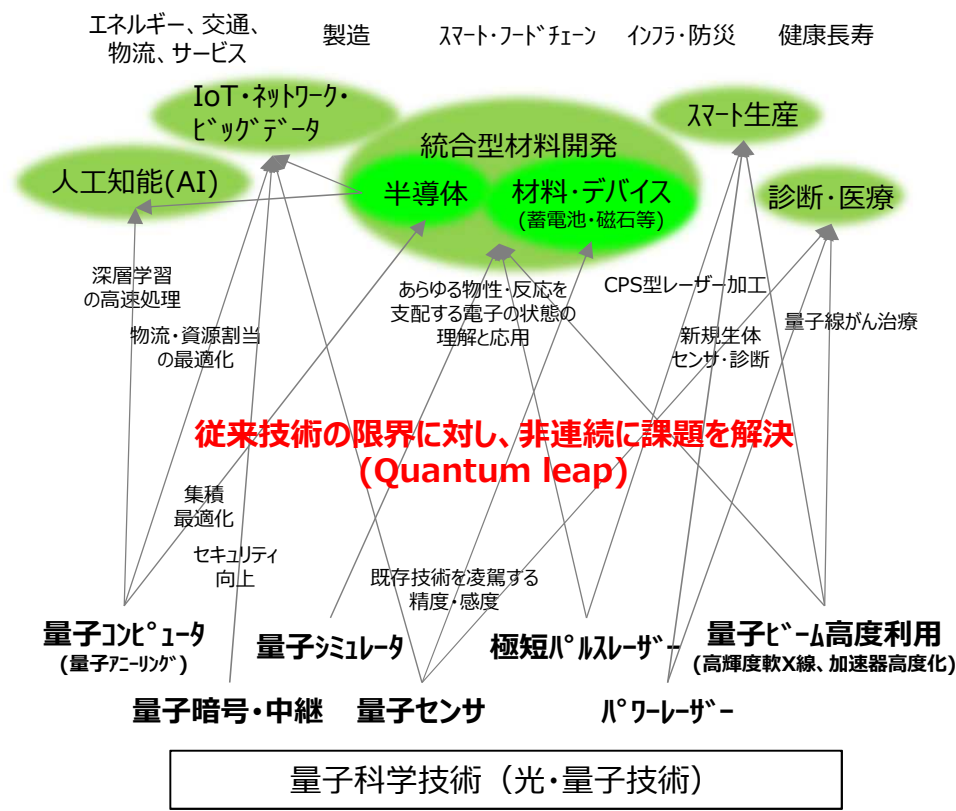 エネルギー、交通、
物流、サービス
製造
ｽﾏｰﾄ・ﾌｰﾄﾞﾁｪｰﾝ
ｲﾝﾌﾗ・防災
健康長寿
IoT・ﾈｯﾄﾜｰｸ・
ﾋﾞｯｸﾞﾃﾞｰﾀ
ｽﾏｰﾄ生産
統合型材料開発
人工知能(AI)
半導体
材料・デバイス
(蓄電池・磁石等)
診断・医療
深層学習
の高速処理
あらゆる物性・反応を
支配する電子の状態の
理解と応用
CPS型レーザー加工
物流・資源割当
の最適化
新規生体
センサ・診断
量子線がん治療
従来技術の限界に対し、非連続に課題を解決
(Quantum leap)
集積
最適化
セキュリティ
向上
既存技術を凌駕する
精度・感度
量子ｺﾝﾋﾟｭｰﾀ
(量子ｱﾆｰﾘﾝｸﾞ)
量子ｼﾐｭﾚｰﾀ
極短ﾊﾟﾙｽﾚｰｻﾞｰ
量子ﾋﾞｰﾑ高度利用
(高輝度軟X線、加速器高度化)
量子暗号・中継
量子センサ
ﾊﾟﾜｰﾚｰｻﾞｰ
量子科学技術（光・量子技術）